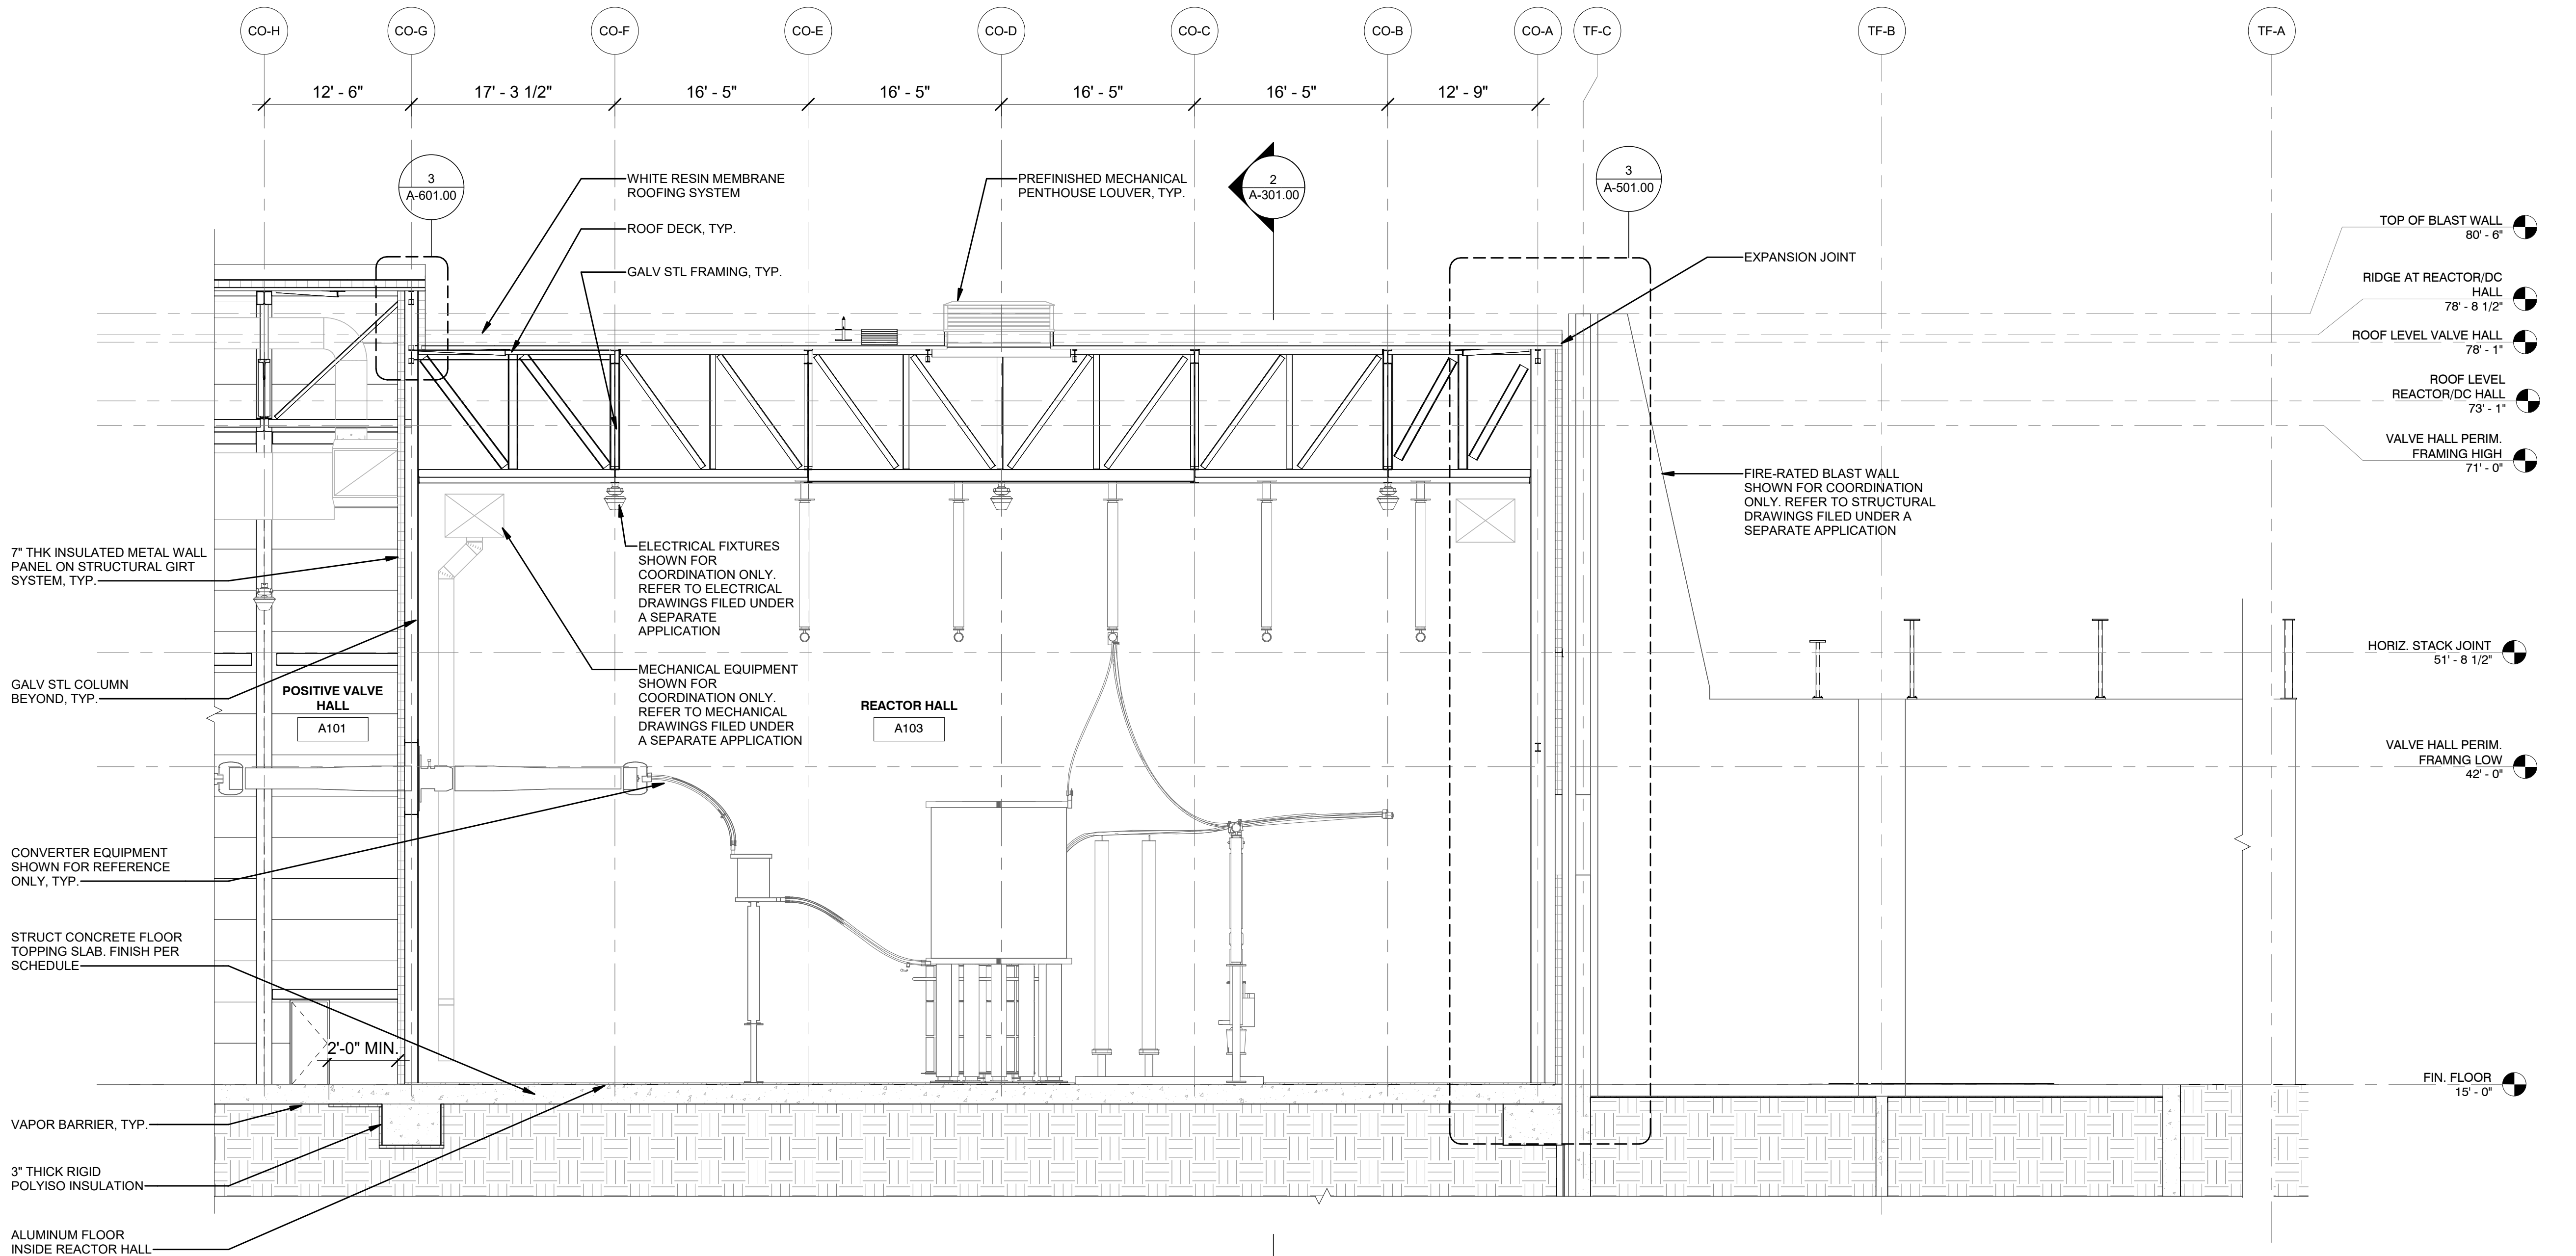 CO-H
CO-G
CO-F
CO-E
CO-D
CO-C
CO-B
CO-A
TF-C
TF-B
TF-A
12' - 6"
17' - 3 1/2"
16' - 5"
16' - 5"
16' - 5"
16' - 5"
12' - 9"
3
A-601.00
WHITE RESIN MEMBRANE
ROOFING SYSTEM
ROOF DECK, TYP.
GALV STL FRAMING, TYP.
PREFINISHED MECHANICAL
PENTHOUSE LOUVER, TYP.
2
A-301.00
3
A-501.00
EXPANSION JOINT
TOP OF BLAST WALL
80' - 6"
RIDGE AT REACTOR/DC
HALL
78' - 8 1/2"
ROOF LEVEL VALVE HALL
78' - 1"
ROOF LEVEL
REACTOR/DC HALL
73' - 1"
VALVE HALL PERIM.
FRAMING HIGH
71' - 0"
FIRE-RATED BLAST WALL
SHOWN FOR COORDINATION
ONLY. REFER TO STRUCTURAL
DRAWINGS FILED UNDER A
SEPARATE APPLICATION
7" THK INSULATED METAL WALL
PANEL ON STRUCTURAL GIRT
SYSTEM, TYP.
ELECTRICAL FIXTURES
SHOWN FOR
COORDINATION ONLY.
REFER TO ELECTRICAL
DRAWINGS FILED UNDER
A SEPARATE
APPLICATION
MECHANICAL EQUIPMENT
SHOWN FOR
COORDINATION ONLY.
REFER TO MECHANICAL
DRAWINGS FILED UNDER
A SEPARATE APPLICATION
HORIZ. STACK JOINT
51' - 8 1/2"
GALV STL COLUMN
BEYOND, TYP.
POSITIVE VALVE
HALL
A101
REACTOR HALL
A103
VALVE HALL PERIM.
FRAMNG LOW
42' - 0"
CONVERTER EQUIPMENT
SHOWN FOR REFERENCE
ONLY, TYP.
STRUCT CONCRETE FLOOR
TOPPING SLAB. FINISH PER
SCHEDULE
2'-0" MIN.
FIN. FLOOR
15' - 0"
VAPOR BARRIER, TYP.
3" THICK RIGID
POLYISO INSULATION
ALUMINUM FLOOR
INSIDE REACTOR HALL